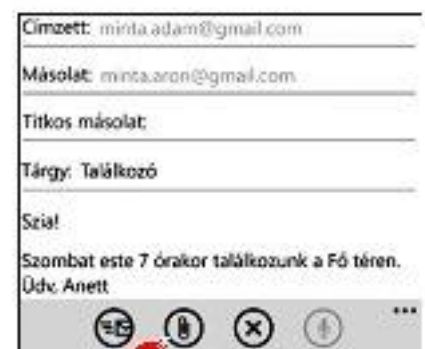 Címzett: minta.adam@gmail.com
Másolat: minta.aron@gmail.com
Titkos másolat:
Tárgy: Találkozó
Szia!
Szombat este 7 órakor találkozunk a Fő téren.
Üdv, Anett